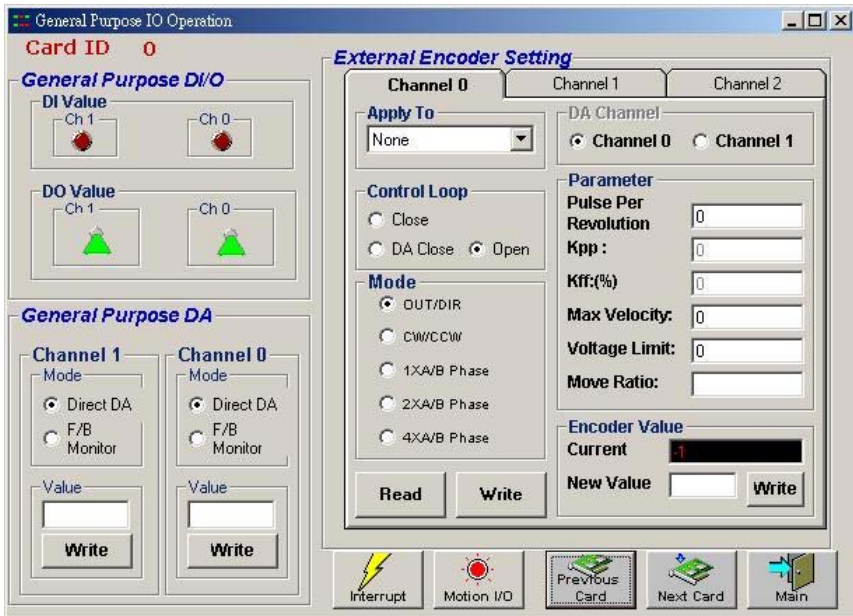 General Purpose IO Operation
Card ID 0
General Purpose DI/O
DI Value
Ch 1
Ch 0
DO Value
Ch 1
Ch 0
General Purpose DA
Channel 1
Mode
Direct DA
F/B Monitor
Value
Write
Channel 0
Mode
Direct DA
F/B Monitor
Value
Write
External Encoder Setting
Channel 0
Channel 1
Channel 2
Apply To
None
DA Channel
Channel 0
Channel 1
Control Loop
Close
DA Close
Open
Mode
OUT/DIR
CW/CCW
1XA/B Phase
2XA/B Phase
4XA/B Phase
Read
Write
Parameter
Pulse Per Revolution 0
Kpp : 0
Kff:(%) 0
Max Velocity: 0
Voltage Limit: 0
Move Ratio:
Encoder Value
Current -1
New Value
Write
Interrupt
Motion I/O
Previous Card
Next Card
Main